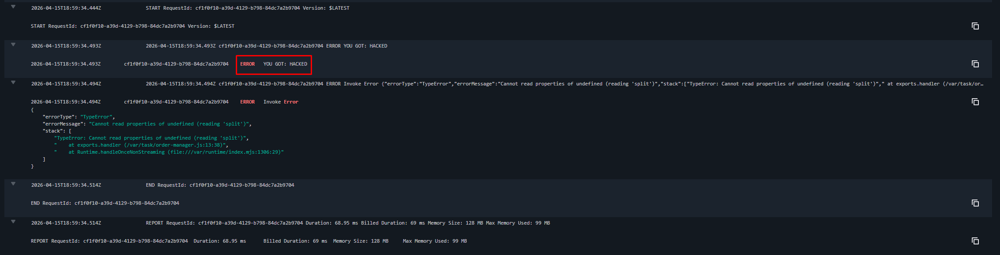 2026-04-15T18:59:34.444Z START RequestId: cf1f0f10-a39d-4129-b798-84dc7a2b9704 Version: $LATEST
START RequestId: cf1f0f10-a39d-4129-b798-84dc7a2b9704 Version: $LATEST
2026-04-15T18:59:34.493Z 2026-04-15T18:59:34.493Z cf1f0f10-a39d-4129-b798-84dc7a2b9704 ERROR YOU GOT: HACKED
2026-04-15T18:59:34.493Z cf1f0f10-a39d-4129-b798-84dc7a2b9704 ERROR YOU GOT: HACKED
2026-04-15T18:59:34.494Z 2026-04-15T18:59:34.494Z cf1f0f10-a39d-4129-b798-84dc7a2b9704 ERROR Invoke Error {"errorType":"TypeError","errorMessage":"Cannot read properties of undefined (reading 'split')","stack":["TypeError: Cannot read properties of undefined (reading 'split')"," at exports.handler (/var/task/or…
2026-04-15T18:59:34.494Z cf1f0f10-a39d-4129-b798-84dc7a2b9704 ERROR Invoke Error
{
"errorType": "TypeError",
"errorMessage": "Cannot read properties of undefined (reading 'split')",
"stack": [
"TypeError: Cannot read properties of undefined (reading 'split')",
" at exports.handler (/var/task/order-manager.js:13:38)",
" at Runtime.handleOnceNonStreaming (file:///var/runtime/index.mjs:1306:29)"
]
}
2026-04-15T18:59:34.514Z END RequestId: cf1f0f10-a39d-4129-b798-84dc7a2b9704
END RequestId: cf1f0f10-a39d-4129-b798-84dc7a2b9704
2026-04-15T18:59:34.514Z REPORT RequestId: cf1f0f10-a39d-4129-b798-84dc7a2b9704 Duration: 68.95 ms Billed Duration: 69 ms Memory Size: 128 MB Max Memory Used: 99 MB
REPORT RequestId: cf1f0f10-a39d-4129-b798-84dc7a2b9704 Duration: 68.95 ms Billed Duration: 69 ms Memory Size: 128 MB Max Memory Used: 99 MB